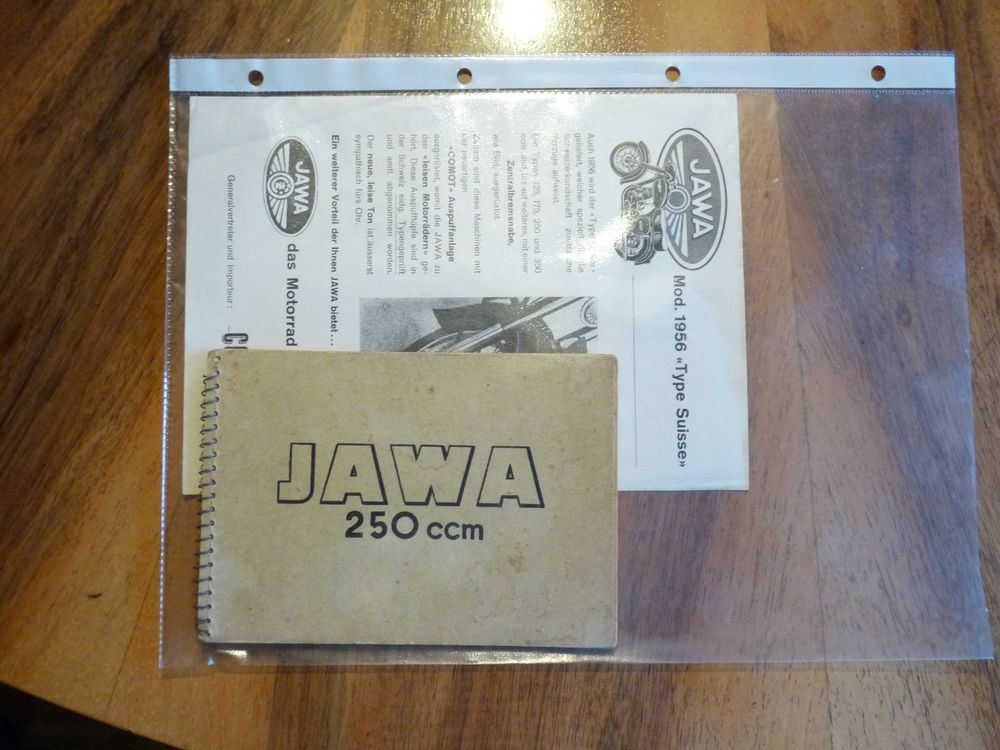 JAWA
Mod. 1956 «Type Suisse»
Auch 1956 wird die «Type
geliefert, welcher speziell
Schweizerkundschaft
Vorzüge aufweist.
Die Typen 125, 175, 250 und 350
ccm sind bis auf weiteres mit einer
Zentralbremsnabe,
wie Bild, ausgerüstet.
Zudem sind diese Maschinen mit
der neuartigen
«COMOT» Auspuffanlage
ausgerüstet womit die JAWA zu
den «leisen Motorrädern» ge-
hört. Diese Auspufftöpfe sind in
der Schweiz eidg. Typengeprüft
und amtl. abgenommen worden.
Der neue, leise Ton ist äusserst
sympathisch fürs Ohr.
Ein weiterer Vorteil der Ihnen JAWA bietet...
JAWA
das Motorrad
Generalvertreter und Importeur:
JAWA
250 ccm